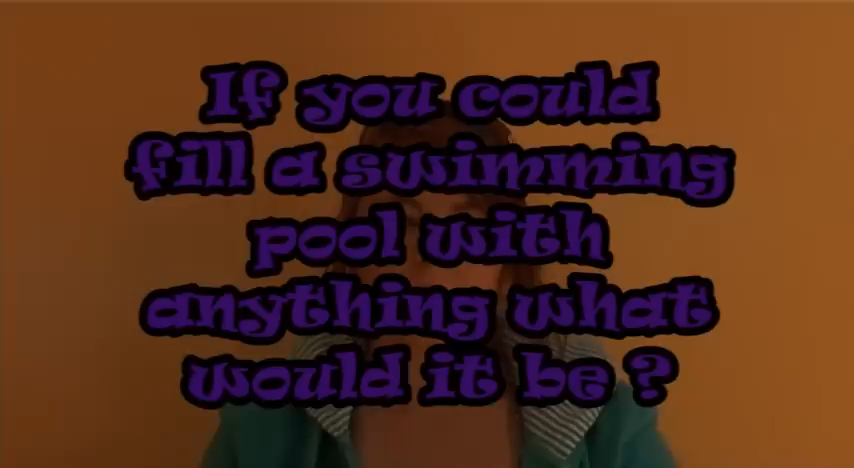 If you could
fill a swimming
pool with
anything what
would it be ?